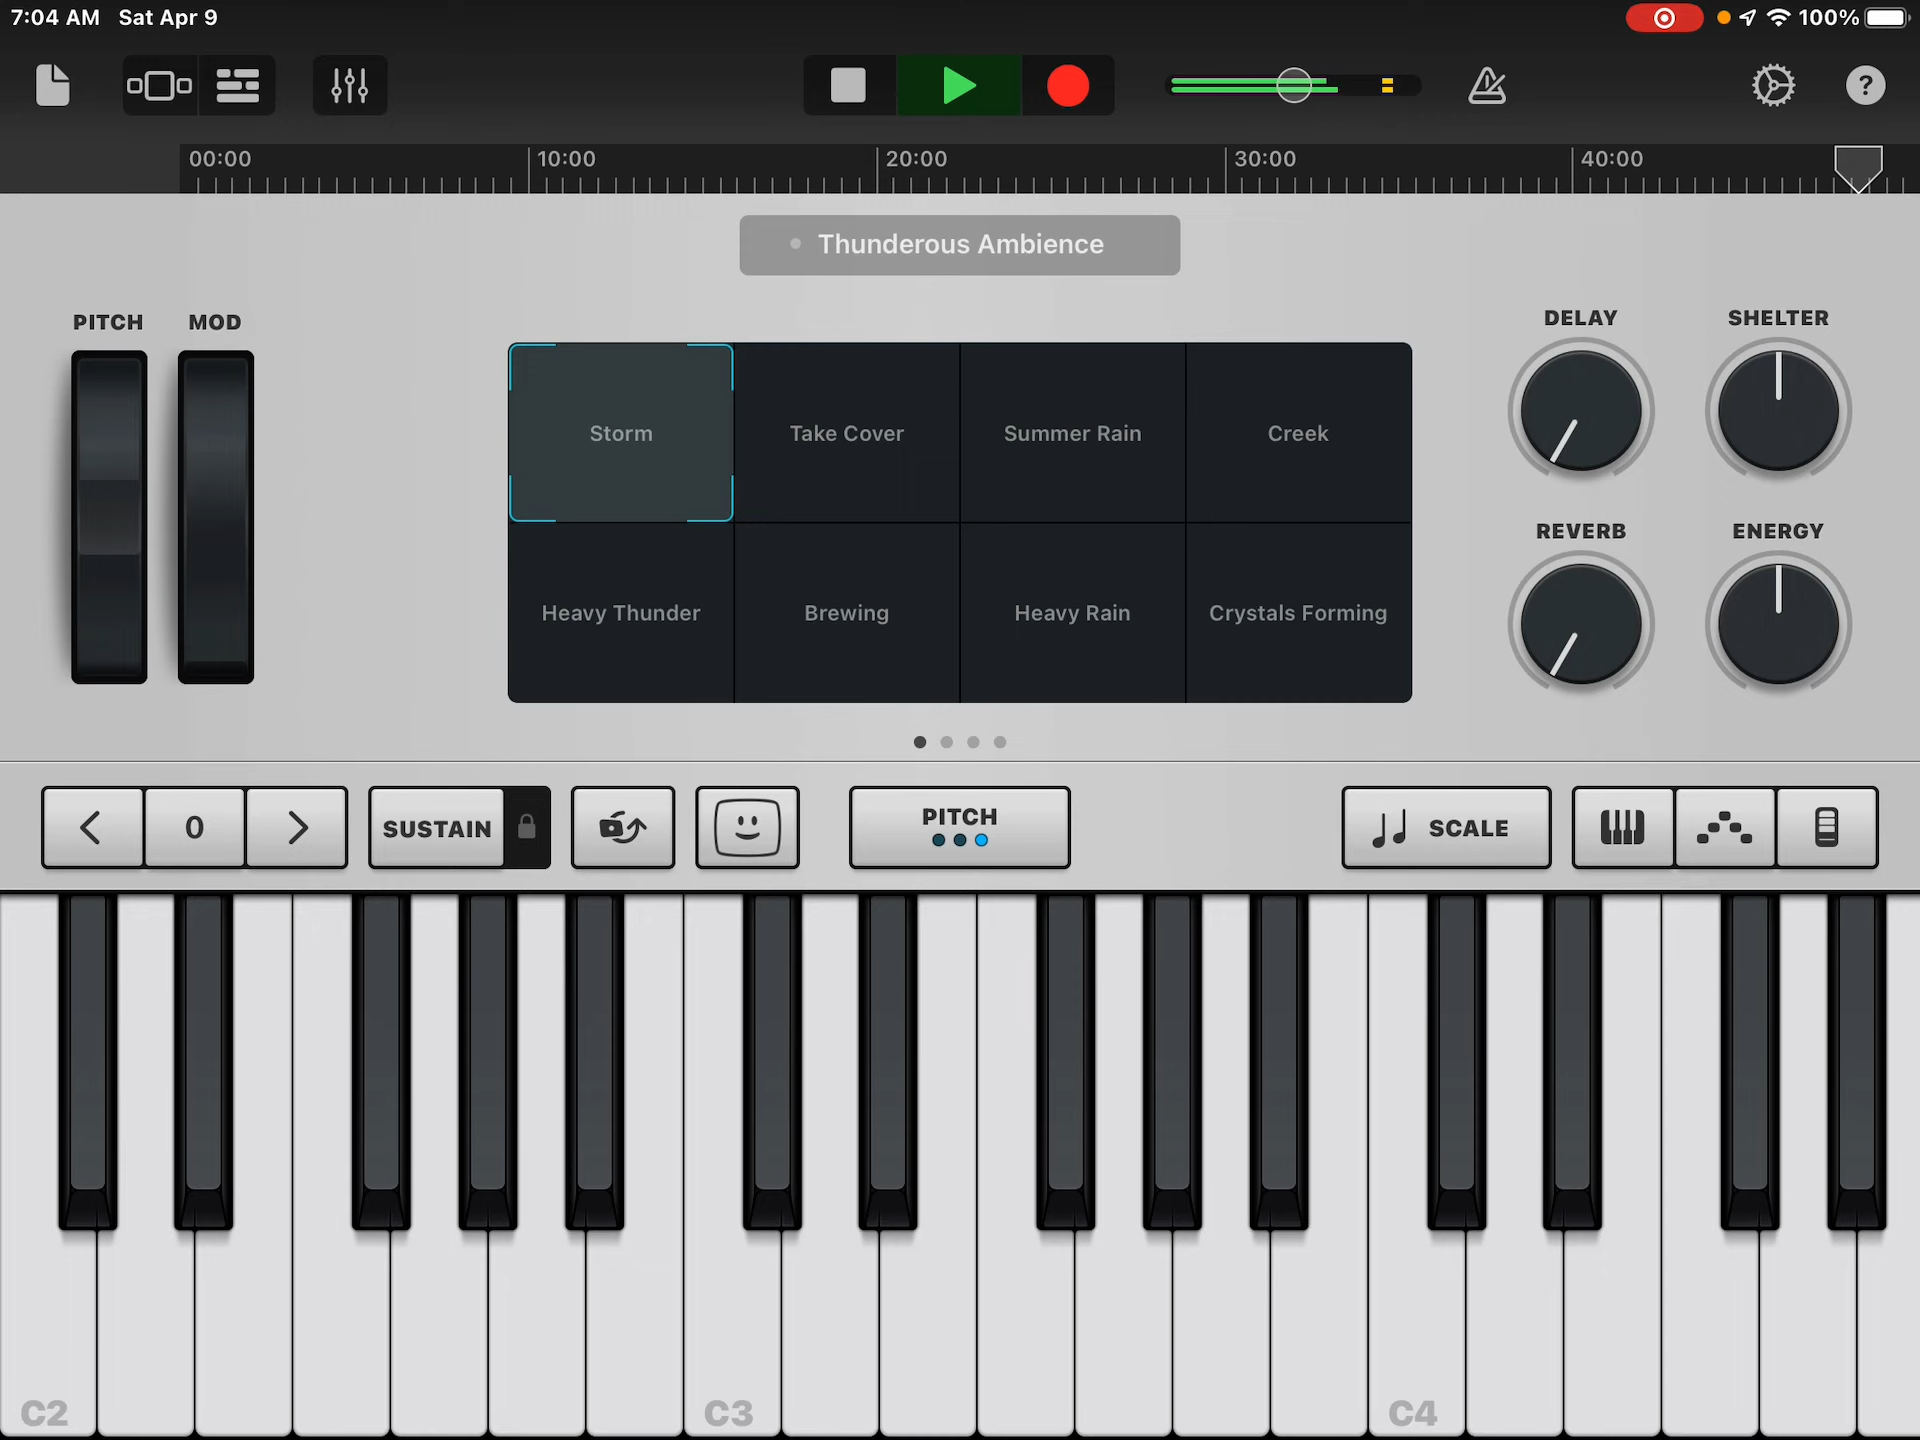 7:04 AM Sat Apr 9
100%
?
00:00 10:00 20:00 30:00 40:00
Thunderous Ambience
PITCH MOD
DELAY SHELTER
Storm Take Cover Summer Rain Creek
REVERB ENERGY
Heavy Thunder Brewing Heavy Rain Crystals Forming
0 SUSTAIN PITCH SCALE
C2 C3 C4